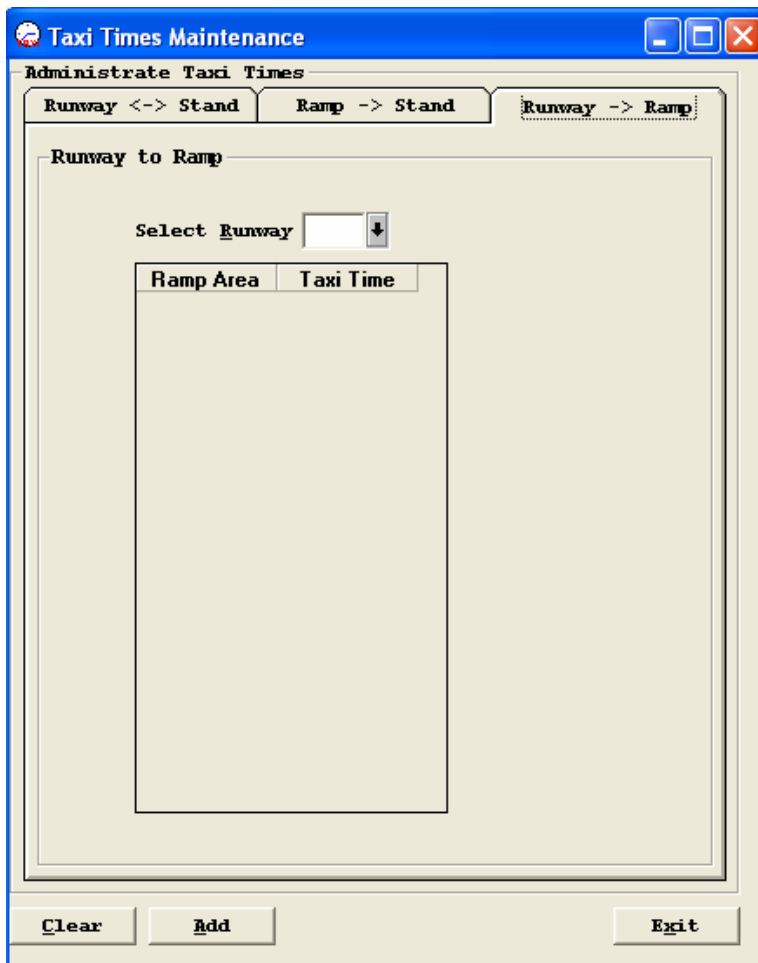 Taxi Times Maintenance
Administrate Taxi Times
Runway <-> Stand Ramp -> Stand Runway -> Ramp
Runway to Ramp
Select Runway
Ramp Area Taxi Time
Clear Add Exit